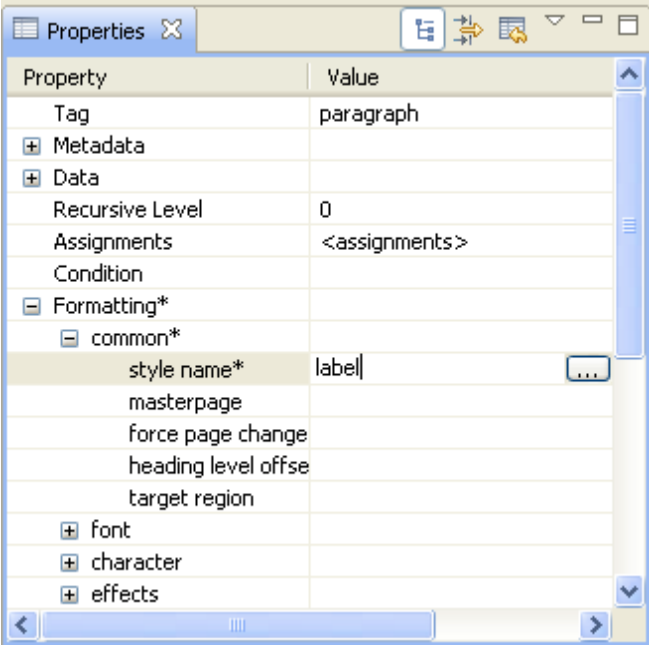 Properties
Property Value
Tag paragraph
Metadata
Data
Recursive Level 0
Assignments <assignments>
Condition
Formatting*
common*
style name* label ...
masterpage
force page change
heading level offse
target region
font
character
effects